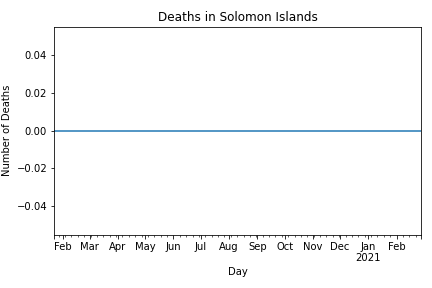 Deaths in Solomon Islands
Number of Deaths
0.04
0.02
0.00
−0.02
−0.04
Feb Mar Apr May Jun Jul Aug Sep Oct Nov Dec Jan Feb
2021
Day